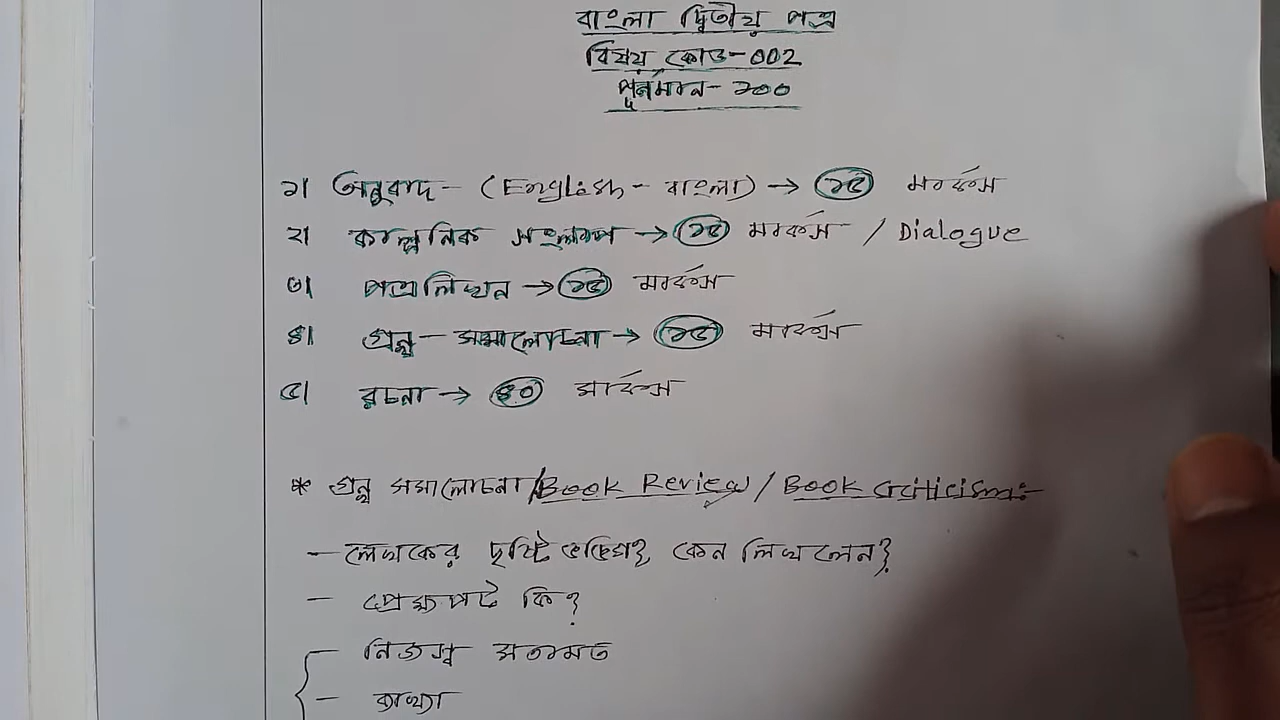 বাংলা দ্বিতীয় পত্র
বিষয় কোড-002
পূর্নমান- ১০০
১। অনুবাদ - (English - বাংলা) → ১৫ মার্কস
২। কাল্পনিক সংলাপ → ১৫ মার্কস / Dialogue
৩। পত্রলিখন → ১৫ মার্কস
৪। গ্রন্থ - সমালোচনা → ১৫ মার্কস
৫। রচনা → ৪০ মার্কস
* গ্রন্থ সমালোচনা/Book Review/Book criticism:-
- লেখকের দৃষ্টিভঙ্গি? কেন লিখলেন?
- প্রেক্ষাপট কি?
- নিজস্ব মতামত
- ব্যাখ্যা